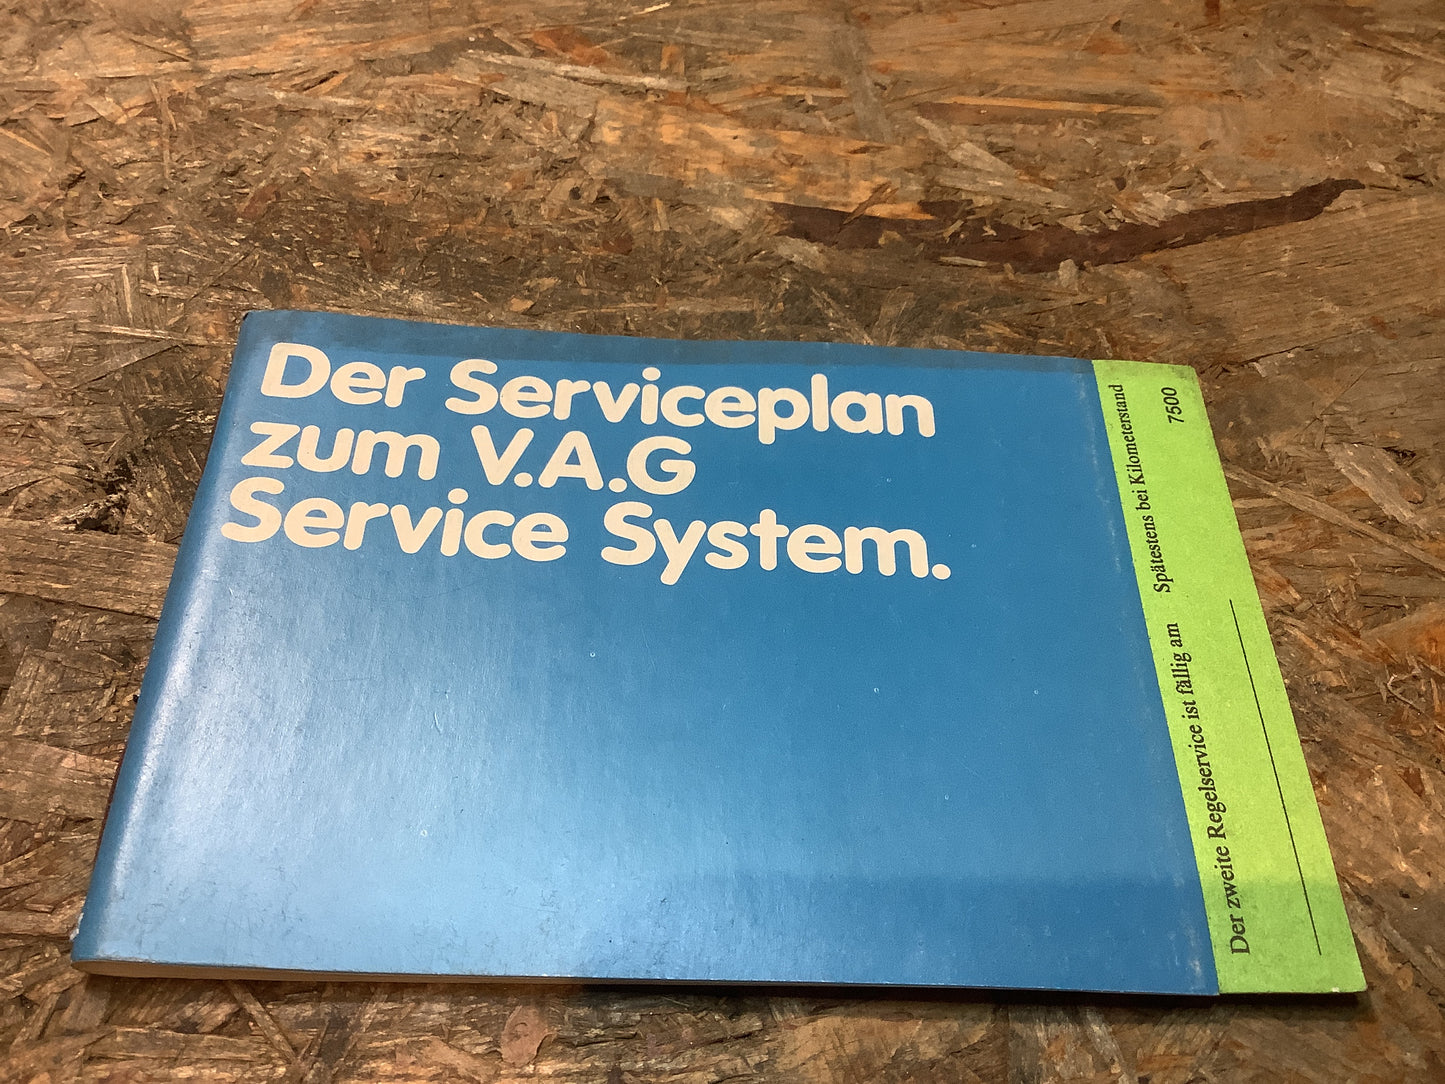 Der Serviceplan
zum V.A.G
Service System.
Der zweite Regelservice ist fällig am
Spätestens bei Kilometerstand
7500